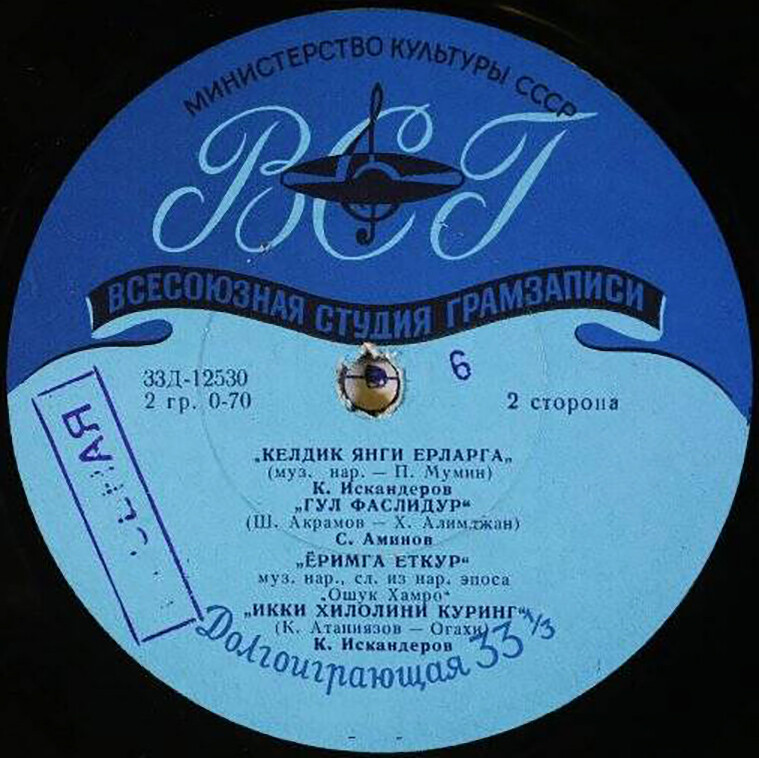 МИНИСТЕРСТВО КУЛЬТУРЫ СССР
ВСГ
ВСЕСОЮЗНАЯ СТУДИЯ ГРАМЗАПИСИ
6
33Д-12530
2 гр. 0-70
2 сторона
„КЕЛДИК ЯНГИ ЕРЛАРГА„
(муз. нар. — П. Мумин)
К. Искандеров
„ГУЛ ФАСЛИДУР“
(Ш. Акрамов — Х. Алимджан)
С. Аминов
„ЁРИМГА ЕТКУР“
муз. нар., сл. из нар. эпоса
„Ошук Хамро“
„ИККИ ХИЛОЛИНИ КУРИНГ“
(К. Атаниязов — Огахи)
К. Искандеров
Долгоиграющая 33 1/3